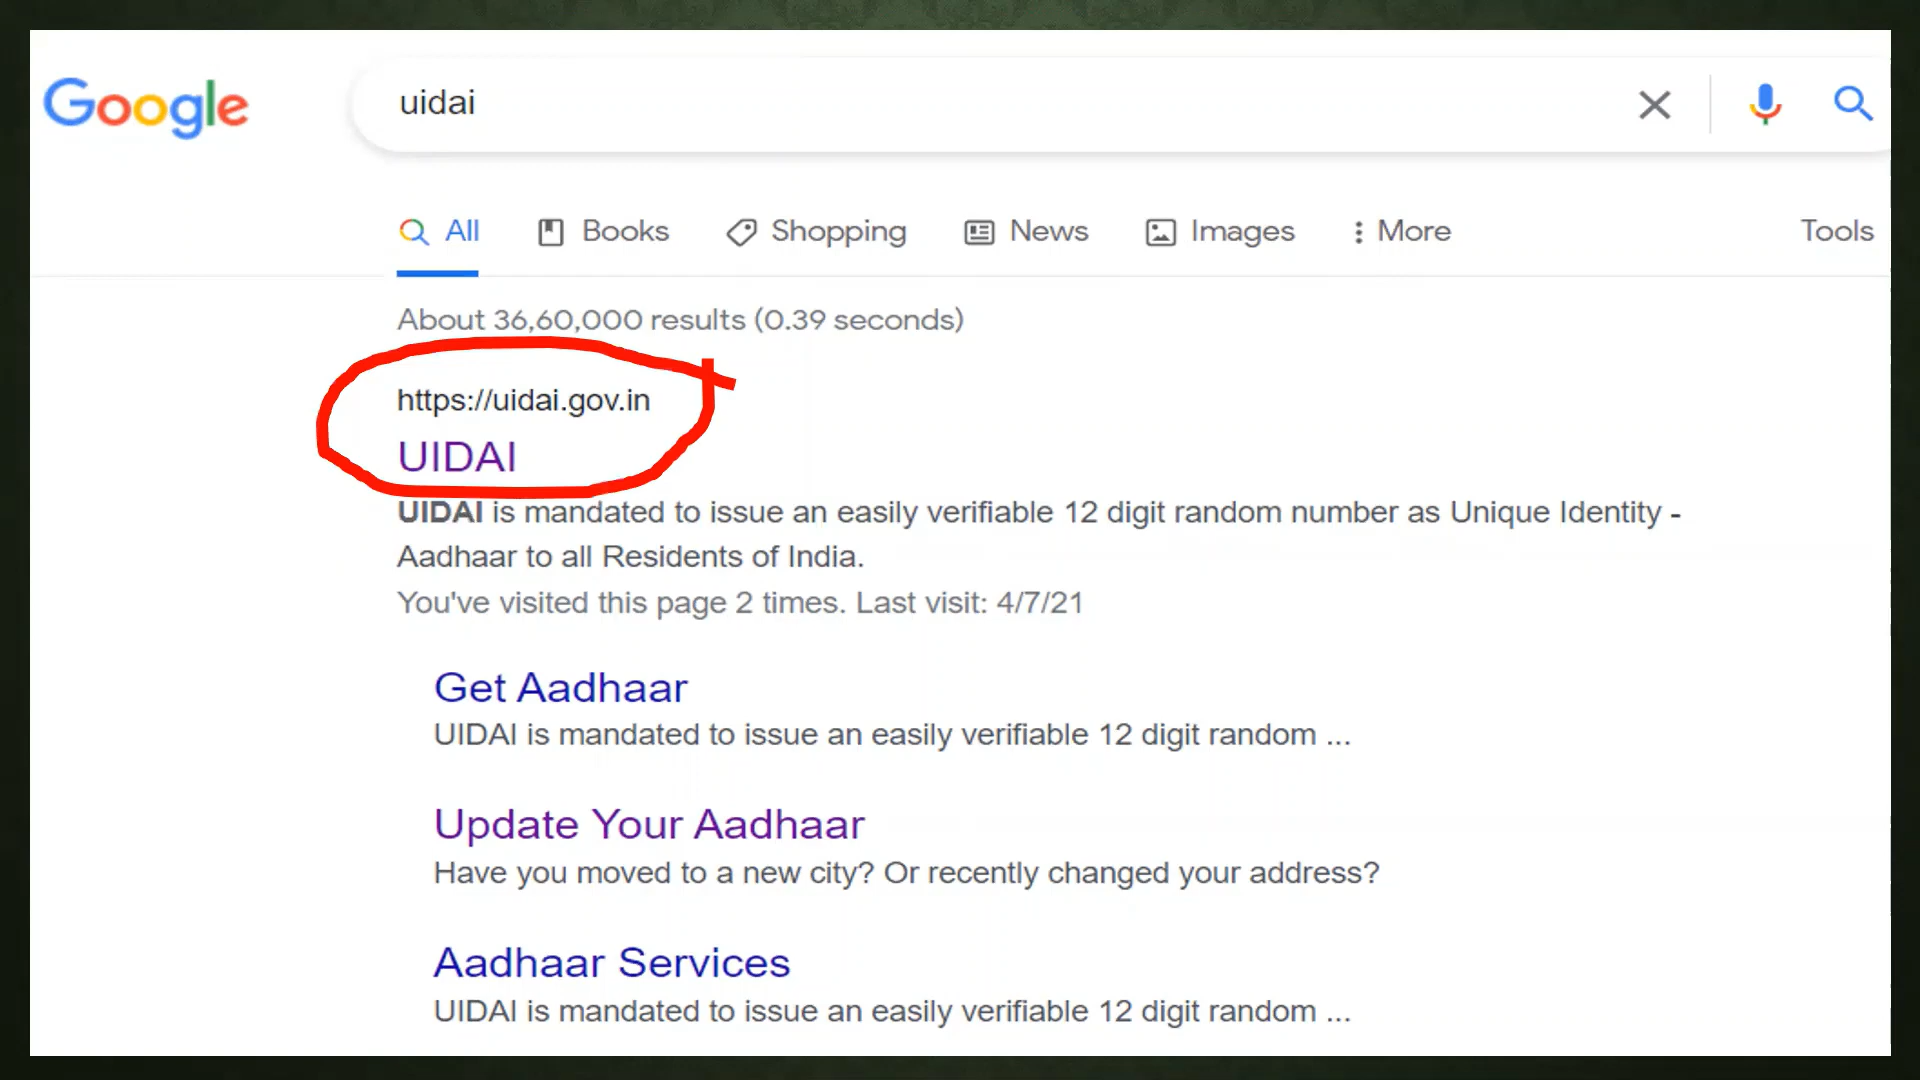 Google
uidai
All Books Shopping News Images More Tools
About 36,60,000 results (0.39 seconds)
https://uidai.gov.in
UIDAI
UIDAI is mandated to issue an easily verifiable 12 digit random number as Unique Identity -
Aadhaar to all Residents of India.
You've visited this page 2 times. Last visit: 4/7/21
Get Aadhaar
UIDAI is mandated to issue an easily verifiable 12 digit random ...
Update Your Aadhaar
Have you moved to a new city? Or recently changed your address?
Aadhaar Services
UIDAI is mandated to issue an easily verifiable 12 digit random ...